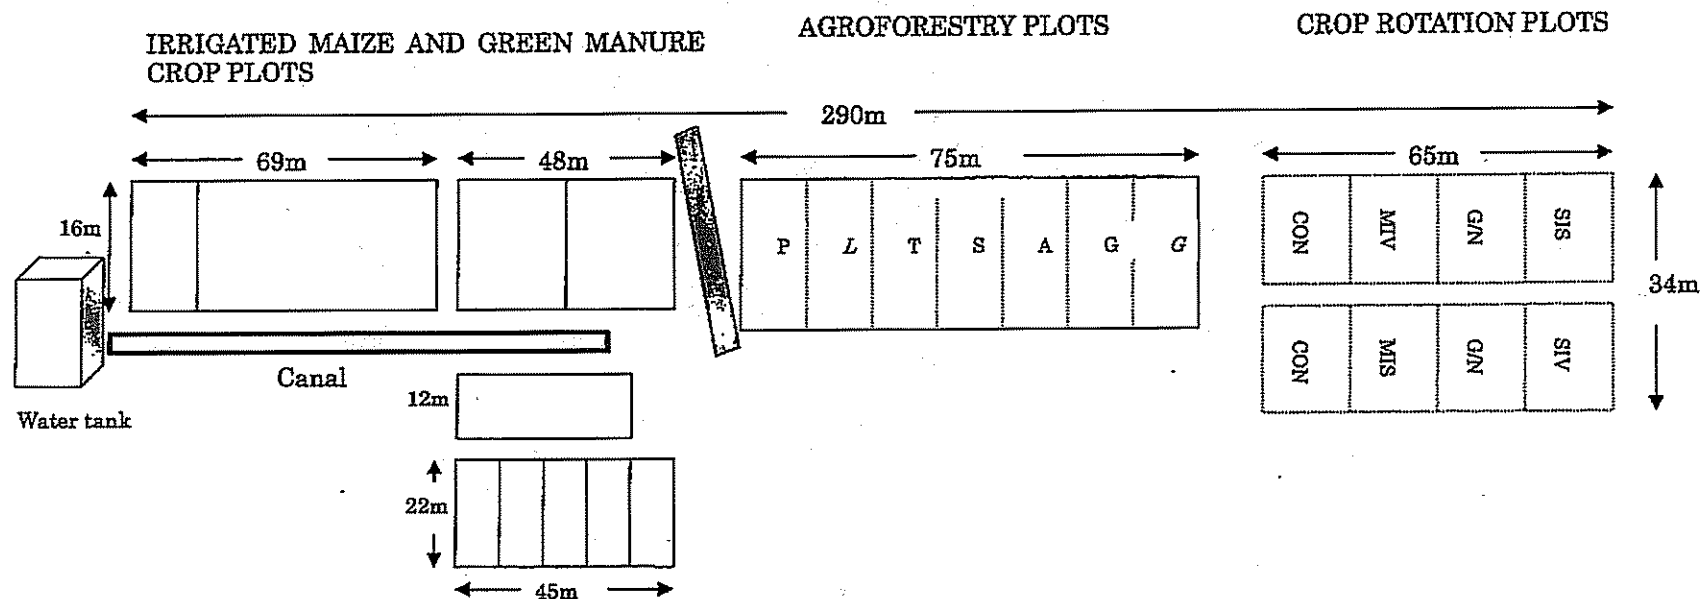 IRRIGATED MAIZE AND GREEN MANURE
CROP PLOTS
AGROFORESTRY PLOTS
CROP ROTATION PLOTS
290m
69m
48m
75m
65m
16m
P L T S A G G
CON MIV G/N SIS
34m
CON MIS G/N SIV
Canal
Water tank
12m
22m
45m